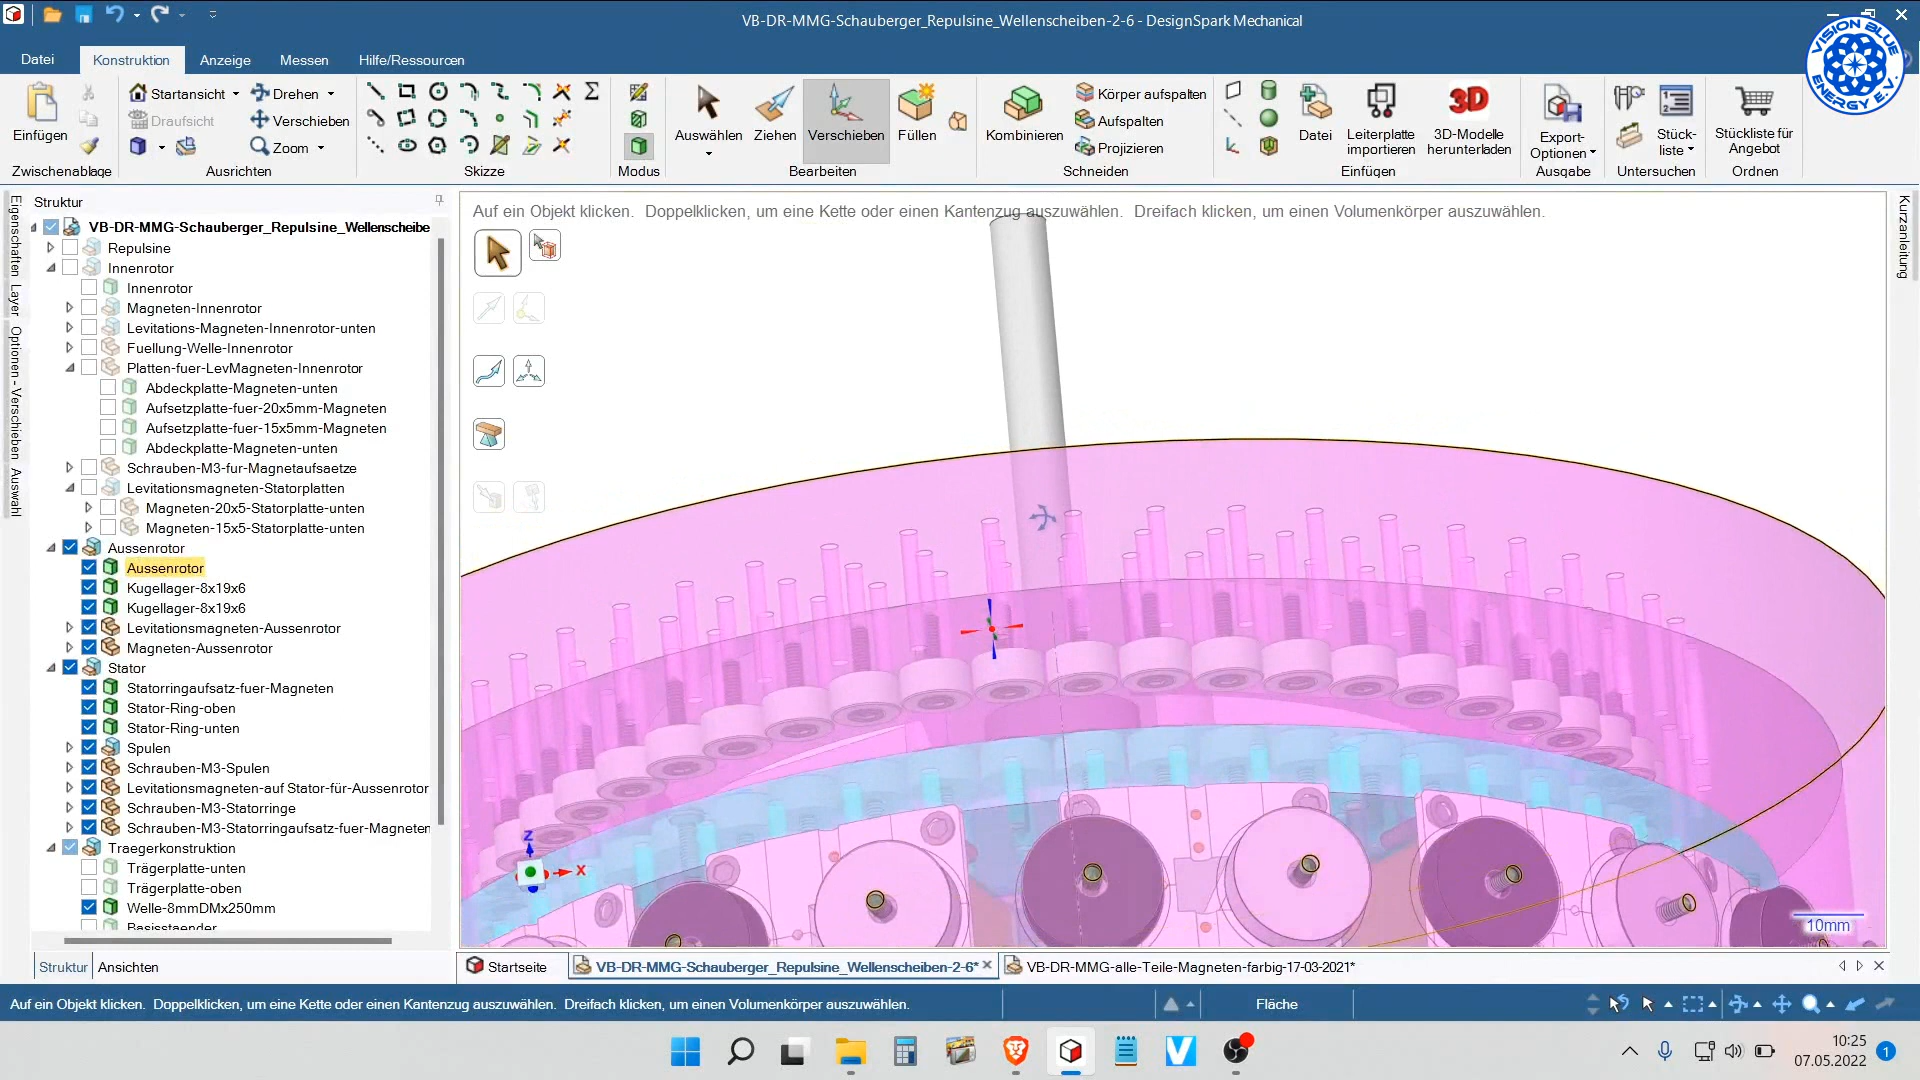 VB-DR-MMG-Schauberger_Repulsine_Wellenscheiben-2-6 - DesignSpark Mechanical
VISION BLUE ENERGY E.V.
Datei Konstruktion Anzeige Messen Hilfe/Ressourcen
Einfügen
Zwischenablage
Startansicht Drehen
Draufsicht Verschieben
Zoom
Ausrichten
Skizze
Modus
Auswählen Ziehen Verschieben Füllen
Bearbeiten
Kombinieren
Körper aufspalten
Aufspalten
Projizieren
Schneiden
Datei
Leiterplatte importieren
3D
3D-Modelle herunterladen
Einfügen
Export-Optionen
Ausgabe
Stück-liste
Untersuchen
Stückliste für Angebot
Ordnen
Eigenschaften
Layer
Optionen - Verschieben
Auswahl
Kurzanleitung
Struktur
VB-DR-MMG-Schauberger_Repulsine_Wellenscheibe
Repulsine
Innenrotor
Innenrotor
Magneten-Innenrotor
Levitations-Magneten-Innenrotor-unten
Fuellung-Welle-Innenrotor
Platten-fuer-LevMagneten-Innenrotor
Abdeckplatte-Magneten-unten
Aufsetzplatte-fuer-20x5mm-Magneten
Aufsetzplatte-fuer-15x5mm-Magneten
Abdeckplatte-Magneten-unten
Schrauben-M3-fur-Magnetaufsaetze
Levitationsmagneten-Statorplatten
Magneten-20x5-Statorplatte-unten
Magneten-15x5-Statorplatte-unten
Aussenrotor
Aussenrotor
Kugellager-8x19x6
Kugellager-8x19x6
Levitationsmagneten-Aussenrotor
Magneten-Aussenrotor
Stator
Statorringaufsatz-fuer-Magneten
Stator-Ring-oben
Stator-Ring-unten
Spulen
Schrauben-M3-Spulen
Levitationsmagneten-auf Stator-für-Aussenrotor
Schrauben-M3-Statorringe
Schrauben-M3-Statorringaufsatz-fuer-Magneten
Traegerkonstruktion
Trägerplatte-unten
Trägerplatte-oben
Welle-8mmDMx250mm
Basisstaender
Auf ein Objekt klicken. Doppelklicken, um eine Kette oder einen Kantenzug auszuwählen. Dreifach klicken, um einen Volumenkörper auszuwählen.
Z
X
10mm
Struktur Ansichten
Startseite VB-DR-MMG-Schauberger_Repulsine_Wellenscheiben-2-6* VB-DR-MMG-alle-Teile-Magneten-farbig-17-03-2021*
Auf ein Objekt klicken. Doppelklicken, um eine Kette oder einen Kantenzug auszuwählen. Dreifach klicken, um einen Volumenkörper auszuwählen.
Fläche
10:25
07.05.2022
1